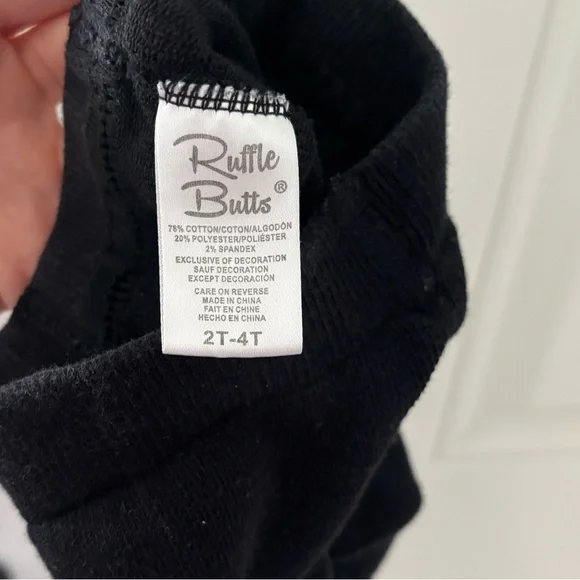 Ruffle
Butts®
78% COTTON/COTON/ALGODÓN
20% POLYESTER/POLIÉSTER
2% SPANDEX
EXCLUSIVE OF DECORATION
SAUF DECORATION
EXCEPT DECORACIÓN
CARE ON REVERSE
MADE IN CHINA
FAIT EN CHINE
HECHO EN CHINA
2T-4T